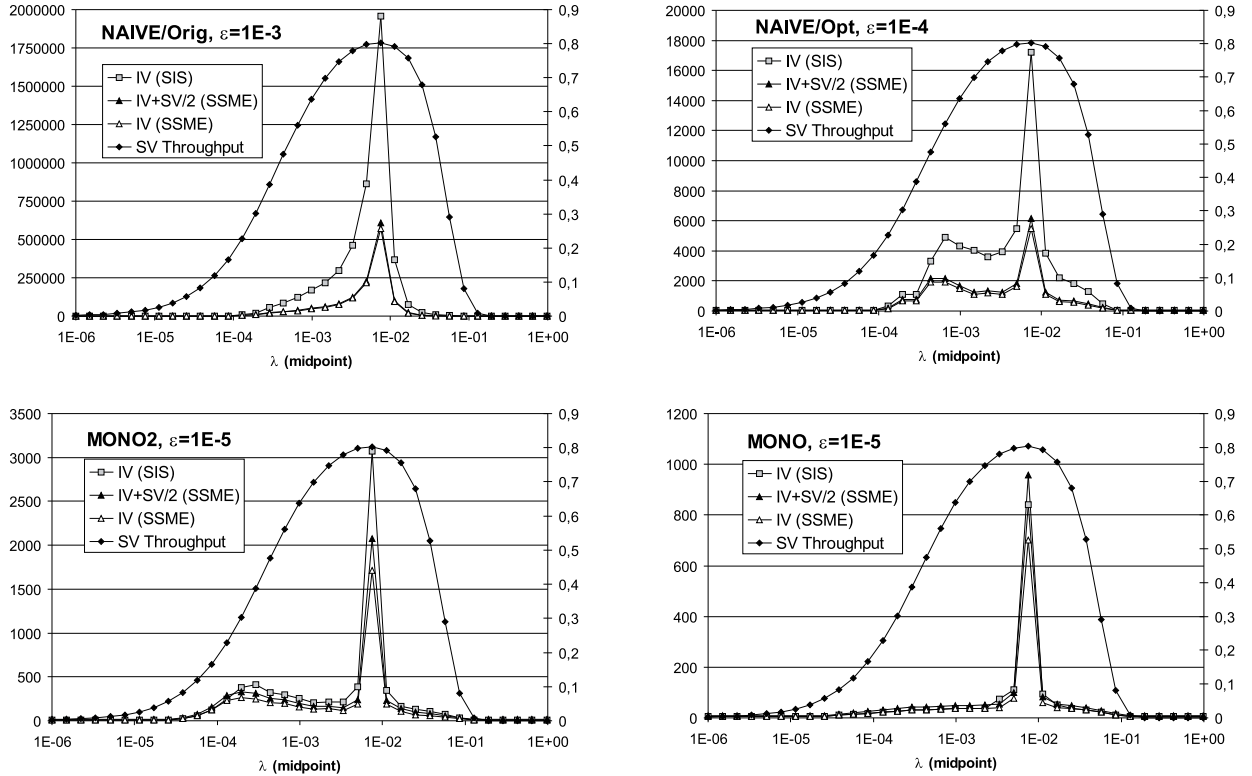 NAIVE/Orig, ε=1E-3
IV (SIS)
IV+SV/2 (SSME)
IV (SSME)
SV Throughput
2000000
1750000
1500000
1250000
1000000
750000
500000
250000
0
0,9
0,8
0,7
0,6
0,5
0,4
0,3
0,2
0,1
0
1E-06 1E-05 1E-04 1E-03 1E-02 1E-01 1E+00
λ (midpoint)
NAIVE/Opt, ε=1E-4
IV (SIS)
IV+SV/2 (SSME)
IV (SSME)
SV Throughput
20000
18000
16000
14000
12000
10000
8000
6000
4000
2000
0
0,9
0,8
0,7
0,6
0,5
0,4
0,3
0,2
0,1
0
1E-06 1E-05 1E-04 1E-03 1E-02 1E-01 1E+00
λ (midpoint)
MONO2, ε=1E-5
IV (SIS)
IV+SV/2 (SSME)
IV (SSME)
SV Throughput
3500
3000
2500
2000
1500
1000
500
0
0,9
0,8
0,7
0,6
0,5
0,4
0,3
0,2
0,1
0
1E-06 1E-05 1E-04 1E-03 1E-02 1E-01 1E+00
λ (midpoint)
MONO, ε=1E-5
IV (SIS)
IV+SV/2 (SSME)
IV (SSME)
SV Throughput
1200
1000
800
600
400
200
0
0,9
0,8
0,7
0,6
0,5
0,4
0,3
0,2
0,1
0
1E-06 1E-05 1E-04 1E-03 1E-02 1E-01 1E+00
λ (midpoint)